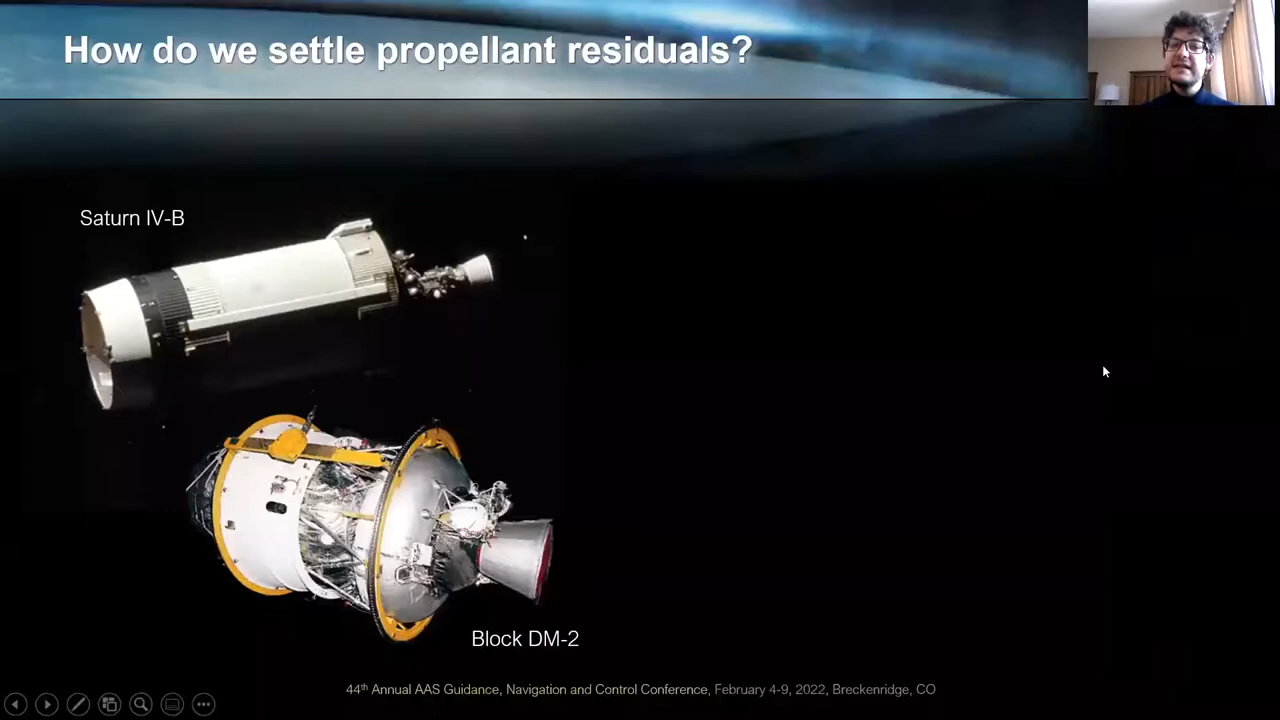 How do we settle propellant residuals?
Saturn IV-B
Block DM-2
44th Annual AAS Guidance, Navigation and Control Conference, February 4-9, 2022, Breckenridge, CO